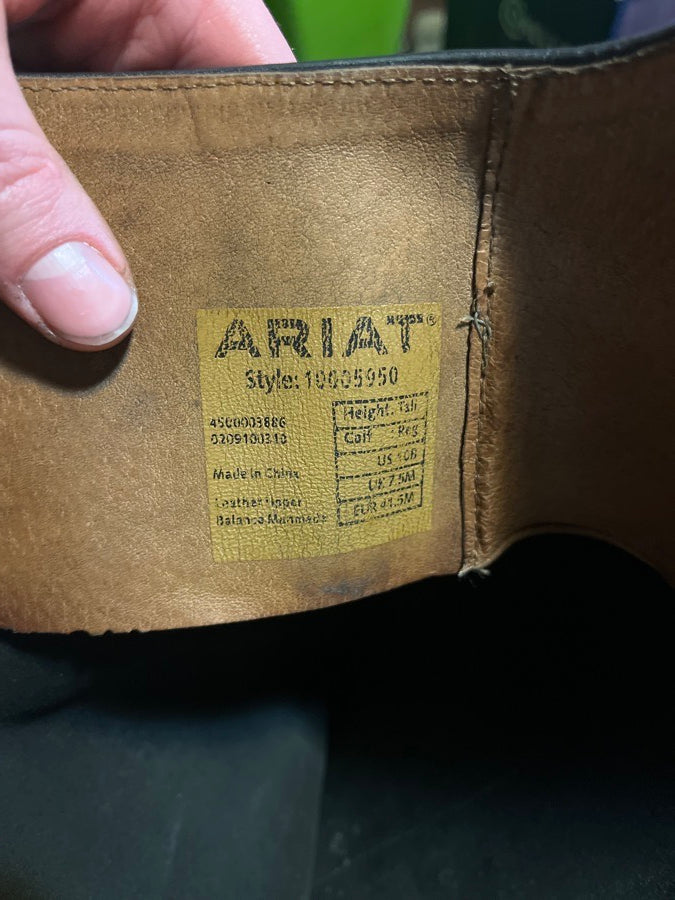 ARIAT®
Style: 10005950
4500003886
0209100310
Made in China
Leather Upper
Balance Manmade
Height: Tall
Calf: Reg
US 10B
UK 7.5M
EUR 41.5M